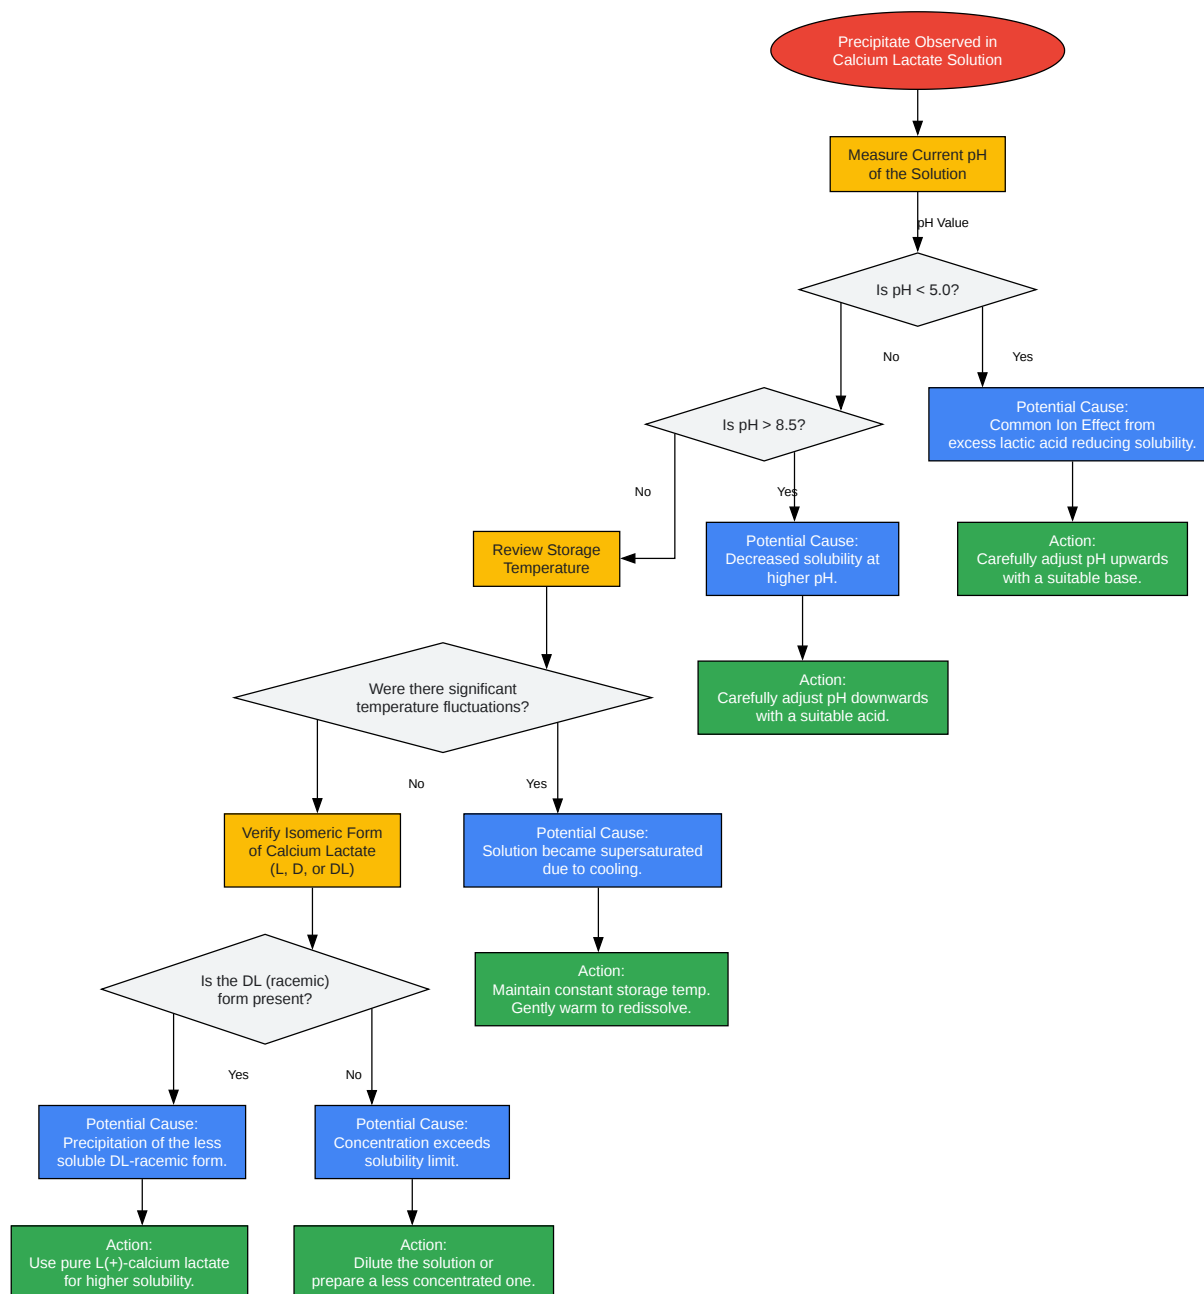 Precipitate Observed in
Calcium Lactate Solution
Measure Current pH
of the Solution
pH Value
Is pH < 5.0?
No
Yes
Is pH > 8.5?
Potential Cause:
Common Ion Effect from
excess lactic acid reducing solubility.
No
Yes
Review Storage
Temperature
Potential Cause:
Decreased solubility at
higher pH.
Action:
Carefully adjust pH upwards
with a suitable base.
Were there significant
temperature fluctuations?
Action:
Carefully adjust pH downwards
with a suitable acid.
No
Yes
Verify Isomeric Form
of Calcium Lactate
(L, D, or DL)
Potential Cause:
Solution became supersaturated
due to cooling.
Is the DL (racemic)
form present?
Action:
Maintain constant storage temp.
Gently warm to redissolve.
Yes
No
Potential Cause:
Precipitation of the less
soluble DL-racemic form.
Potential Cause:
Concentration exceeds
solubility limit.
Action:
Use pure L(+)-calcium lactate
for higher solubility.
Action:
Dilute the solution or
prepare a less concentrated one.